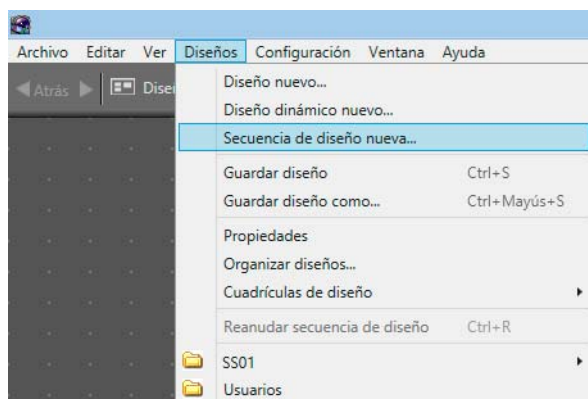 Archivo Editar Ver Diseños Configuración Ventana Ayuda
Atrás
Diseño nuevo...
Diseño dinámico nuevo...
Secuencia de diseño nueva...
Guardar diseño Ctrl+S
Guardar diseño como... Ctrl+Mayús+S
Propiedades
Organizar diseños...
Cuadrículas de diseño
Reanudar secuencia de diseño Ctrl+R
SS01
Usuarios